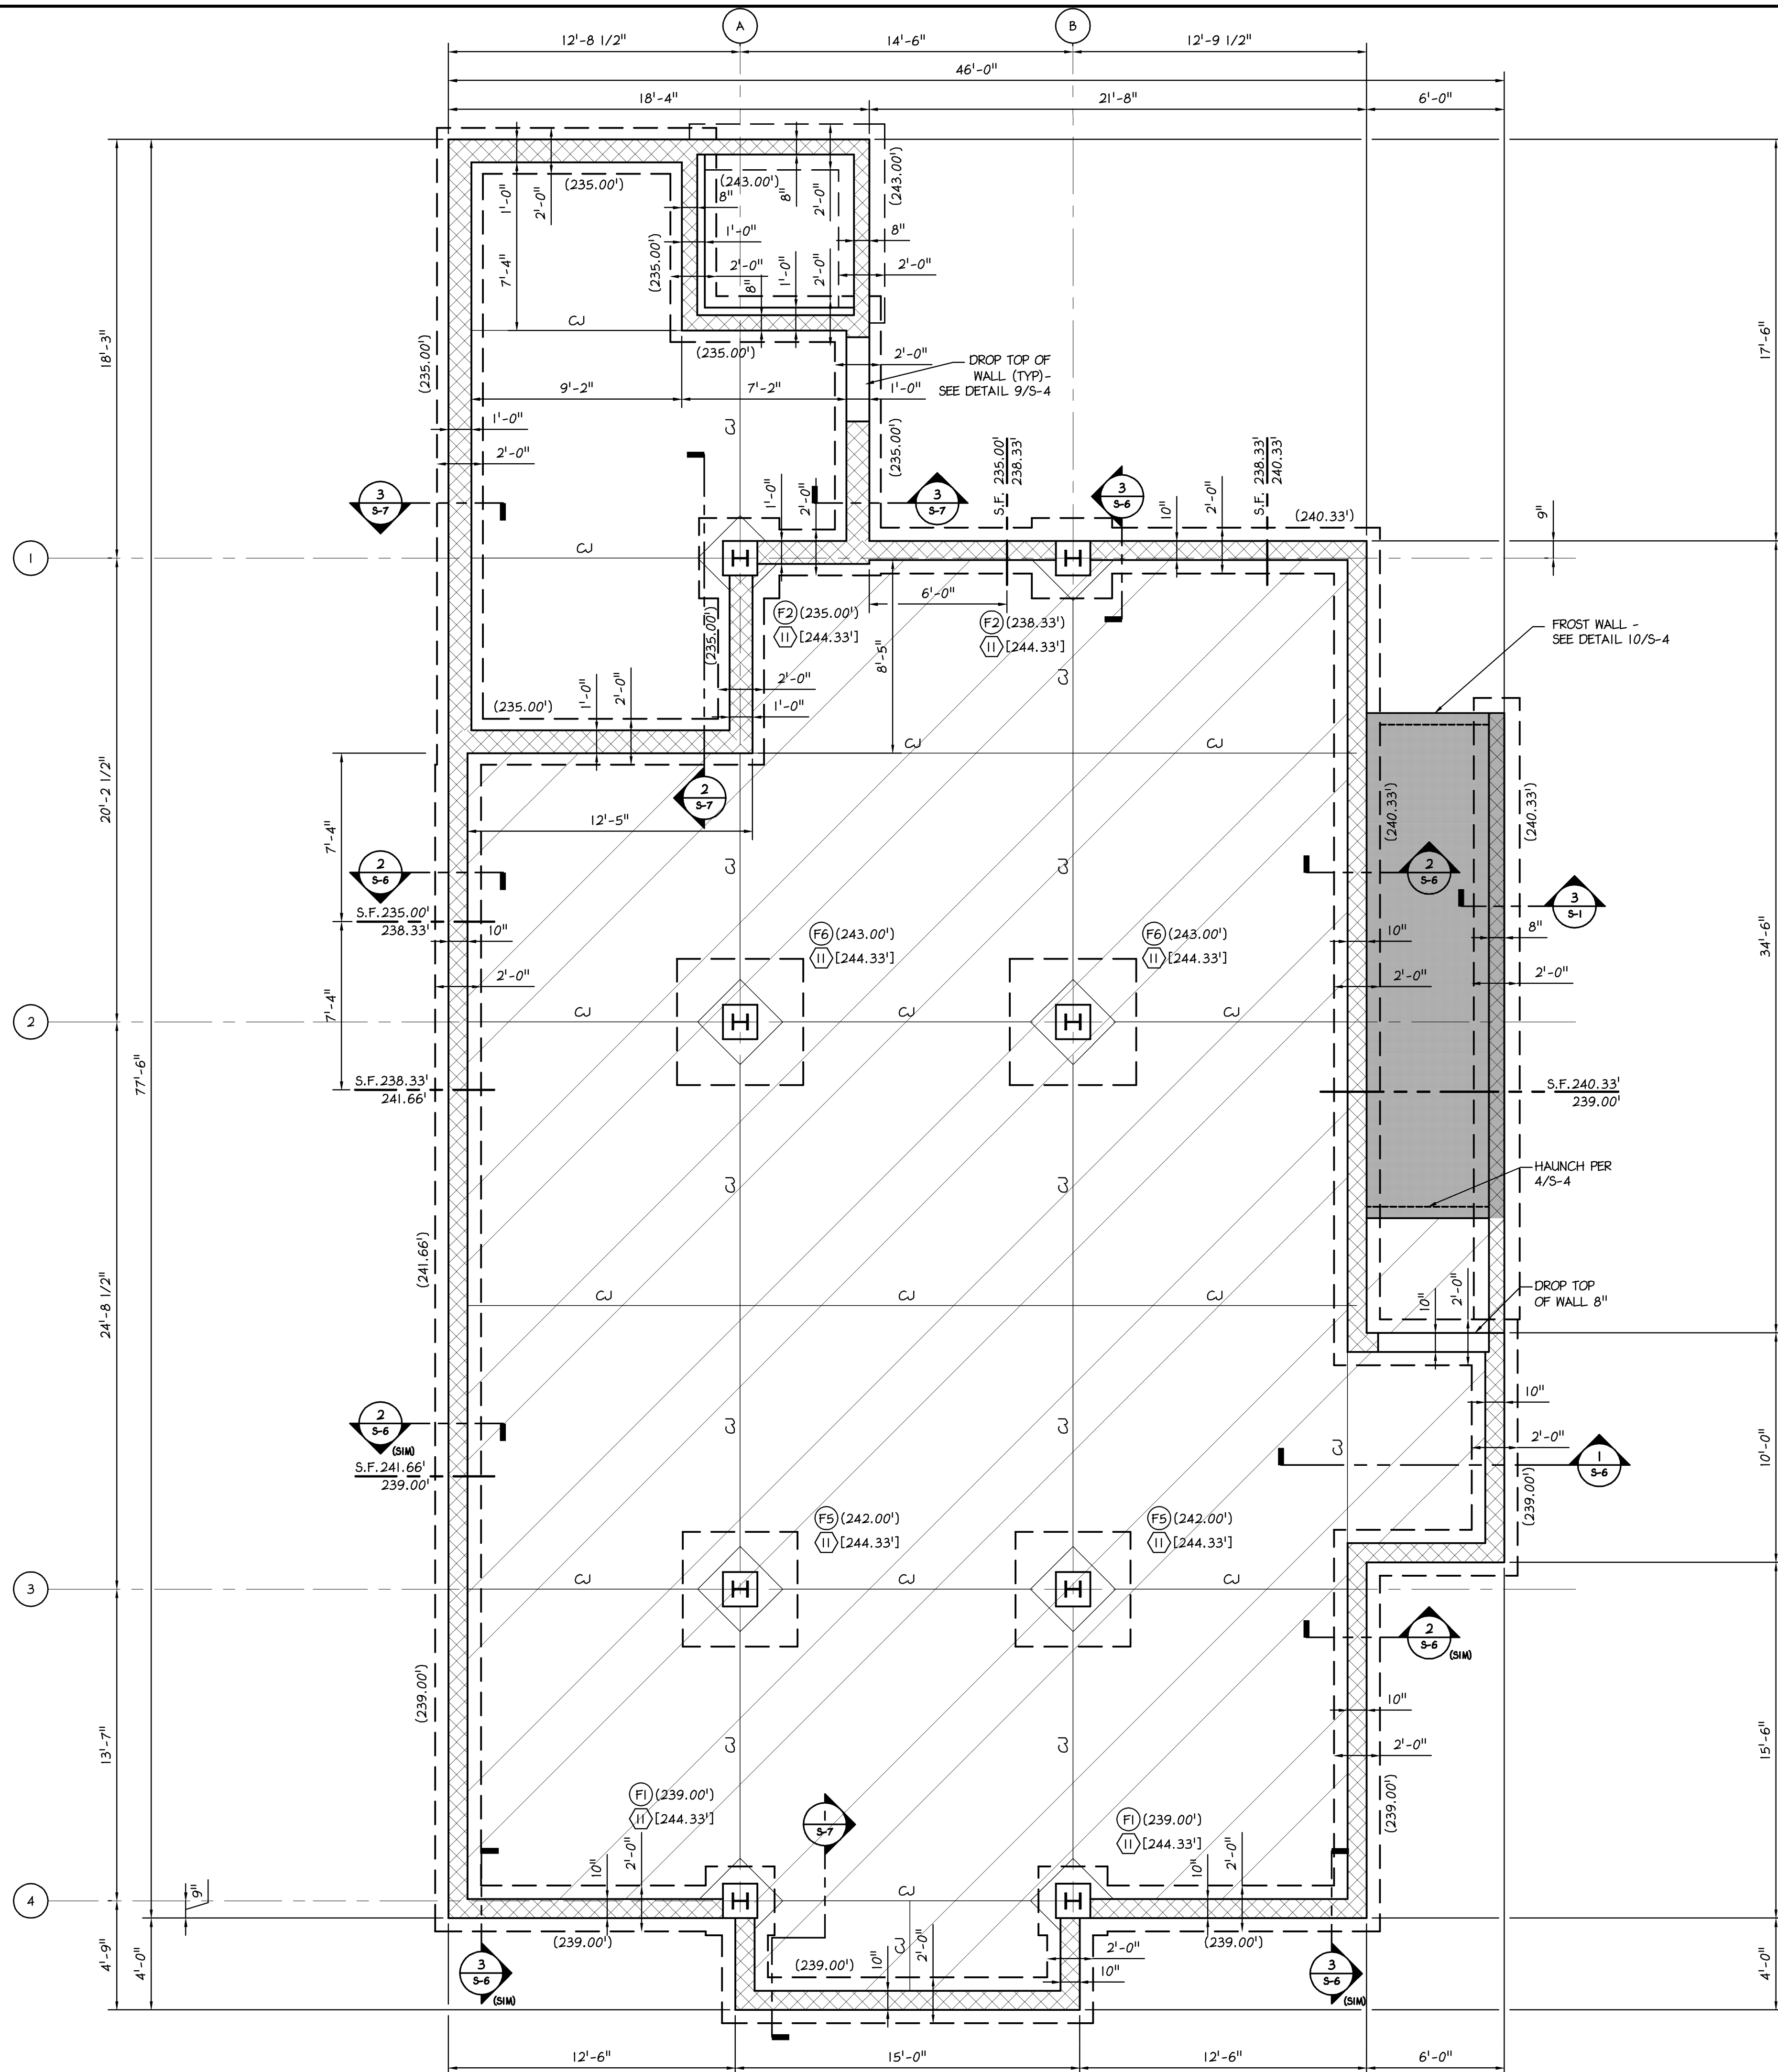 A
B
12'-8 1/2"
14'-6"
12'-9 1/2"
46'-0"
18'-4"
21'-8"
6'-0"
(235.00')
1'-0"
2'-0"
(243.00')
8"
8"
2'-0"
(243.00')
1'-0"
8"
7'-4"
(235.00')
2'-0"
8"
1'-0"
2'-0"
2'-0"
18'-3"
17'-6"
CJ
(235.00')
(235.00')
2'-0"
DROP TOP OF
WALL (TYP)-
SEE DETAIL 9/S-4
9'-2"
7'-2"
1'-0"
1'-0"
CJ
(235.00')
2'-0"
S.F. 235.00'
238.33'
S.F. 238.33'
240.33'
3
S-7
1'-0"
2'-0"
3
S-7
3
S-6
10"
2'-0"
(240.33')
9"
1
CJ
6'-0"
F2 (235.00')
11 [244.33']
F2 (238.33')
11 [244.33']
(235.00')
8'-5"
CJ
FROST WALL -
SEE DETAIL 10/S-4
1'-0"
2'-0"
2'-0"
(235.00')
1'-0"
CJ
CJ
20'-2 1/2"
2
S-7
12'-5"
7'-4"
(240.33')
(240.33')
2
S-6
CJ
CJ
2
S-6
3
S-1
S.F. 235.00'
238.33'
10"
F6 (243.00')
11 [244.33']
F6 (243.00')
11 [244.33']
10"
8"
34'-6"
2'-0"
2'-0"
2'-0"
7'-4"
2
CJ
CJ
CJ
77'-6"
S.F. 238.33'
241.66'
S.F. 240.33'
239.00'
CJ
CJ
HAUNCH PER
4/S-4
(241.66')
24'-8 1/2"
CJ
CJ
CJ
10"
2'-0"
DROP TOP
OF WALL 8"
10"
2
S-6
(SIM)
CJ
CJ
CJ
2'-0"
10'-0"
S.F. 241.66'
239.00'
1
S-6
(239.00')
F5 (242.00')
11 [244.33']
F5 (242.00')
11 [244.33']
3
CJ
CJ
CJ
2
S-6
(SIM)
(239.00')
10"
13'-7"
CJ
CJ
2'-0"
15'-6"
(239.00')
F1 (239.00')
11 [244.33']
1
S-7
F1 (239.00')
11 [244.33']
10"
2'-0"
10"
2'-0"
4
9"
CJ
(239.00')
(239.00')
4'-9"
4'-0"
3
S-6
(SIM)
(239.00')
10"
CJ
2'-0"
2'-0"
10"
3
S-6
(SIM)
4'-0"
12'-6"
15'-0"
12'-6"
6'-0"